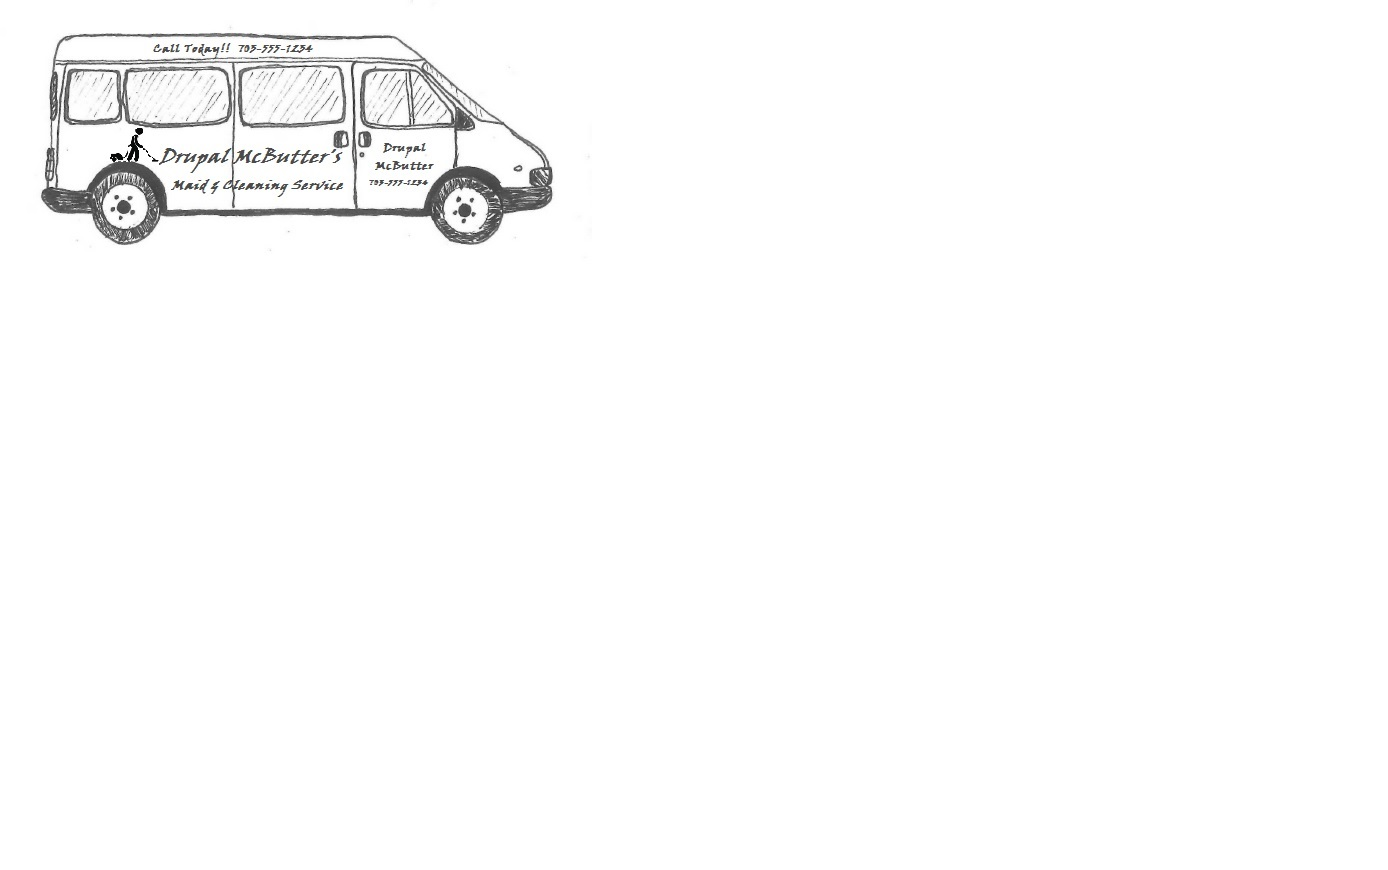 Call Today!! 703-555-1234
Drupal McButter's
Maid & Cleaning Service
Drupal
McButter
703-555-1234